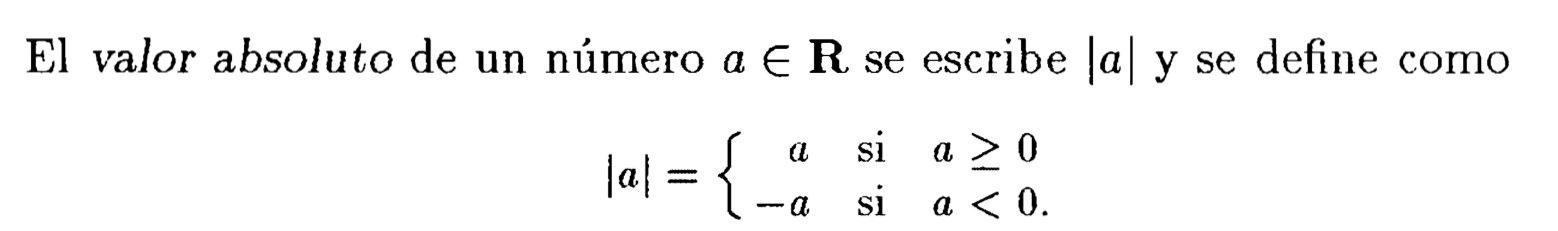 El valor absoluto de un número a ∈ R se escribe |a| y se define como
|a| = { a si a ≥ 0
−a si a < 0.